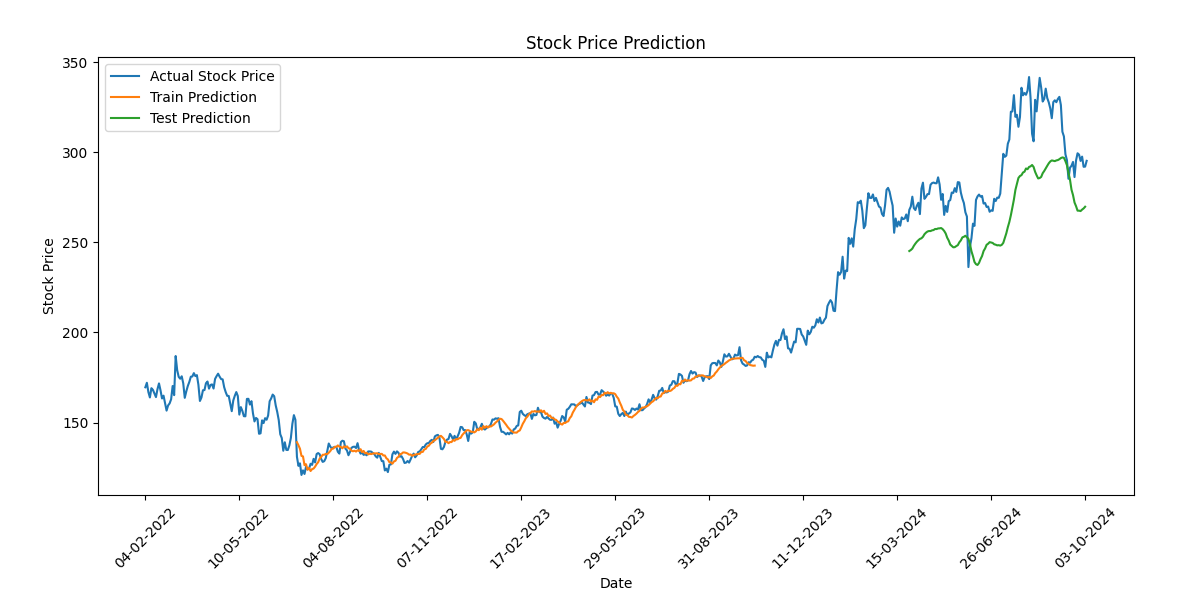 Stock Price Prediction
Actual Stock Price
Train Prediction
Test Prediction
Stock Price
350
300
250
200
150
04-02-2022
10-05-2022
04-08-2022
07-11-2022
17-02-2023
29-05-2023
31-08-2023
11-12-2023
15-03-2024
26-06-2024
03-10-2024
Date